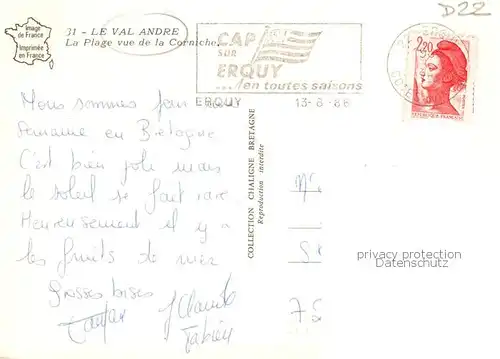 D22
Image
de France
Imprimée
en France
31 - LE VAL ANDRE
La Plage vue de la Corniche.
CAP
SUR
ERQUY
... en toutes saisons
ERQUY 13-8-86
2,20
RÉPUBLIQUE FRANÇAISE
Nous sommes pour une
semaine en Bretagne
C'est bien joli mais
le soleil se fait rare
Heureusement il y a
les fruits de mer
Grosses bises
J Claude
Fabien
COLLECTION CHALIGNE BRETAGNE
Reproduction interdite
privacy protection
Datenschutz